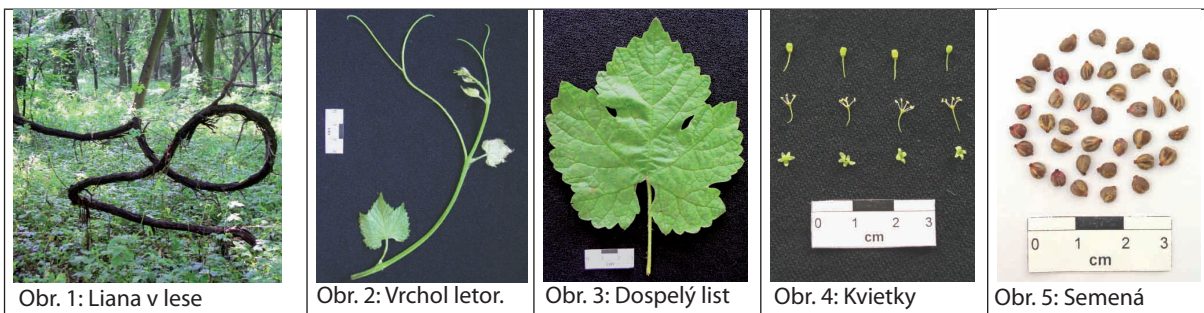 Obr. 1: Liana v lese
Obr. 2: Vrchol letor.
Obr. 3: Dospelý list
0 1 2 3
cm
Obr. 4: Kvietky
0 1 2 3
cm
Obr. 5: Semená